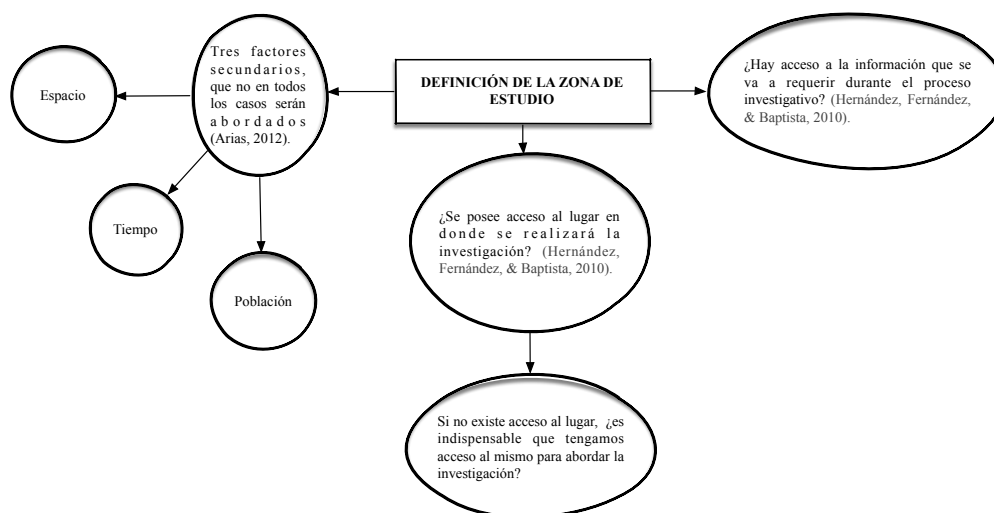 Tres factores
secundarios,
que no en todos
los casos serán
abordados
(Arias, 2012).
Espacio
Tiempo
Población
DEFINICIÓN DE LA ZONA DE
ESTUDIO
¿Se posee acceso al lugar en
donde se realizará la
investigación? (Hernández,
Fernández, & Baptista, 2010).
Si no existe acceso al lugar, ¿es
indispensable que tengamos
acceso al mismo para abordar la
investigación?
¿Hay acceso a la información que se
va a requerir durante el proceso
investigativo? (Hernández, Fernández,
& Baptista, 2010).